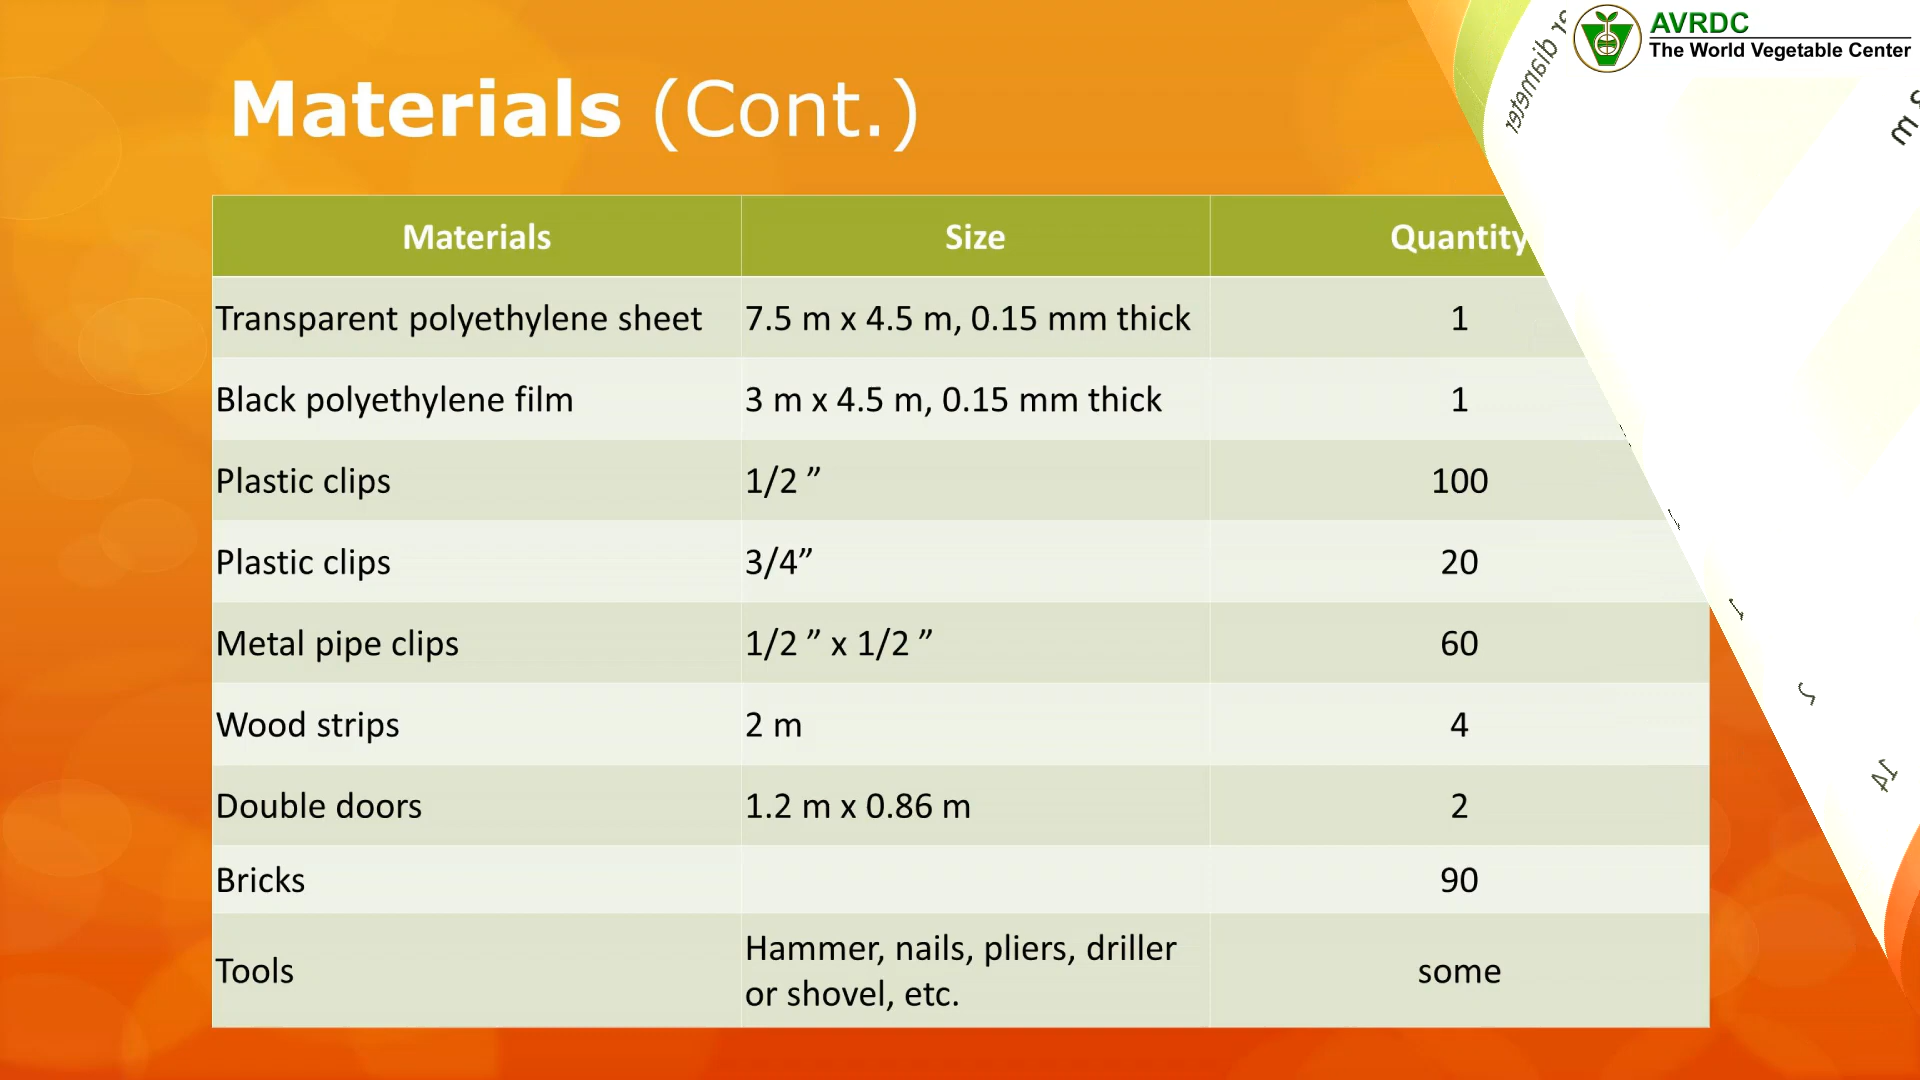 AVRDC
The World Vegetable Center
Materials (Cont.)
Materials Size Quantity
Transparent polyethylene sheet 7.5 m x 4.5 m, 0.15 mm thick 1
Black polyethylene film 3 m x 4.5 m, 0.15 mm thick 1
Plastic clips 1/2 ” 100
Plastic clips 3/4” 20
Metal pipe clips 1/2 ” x 1/2 ” 60
Wood strips 2 m 4
Double doors 1.2 m x 0.86 m 2
Bricks 90
Tools Hammer, nails, pliers, driller
or shovel, etc. some
diameter
m
14